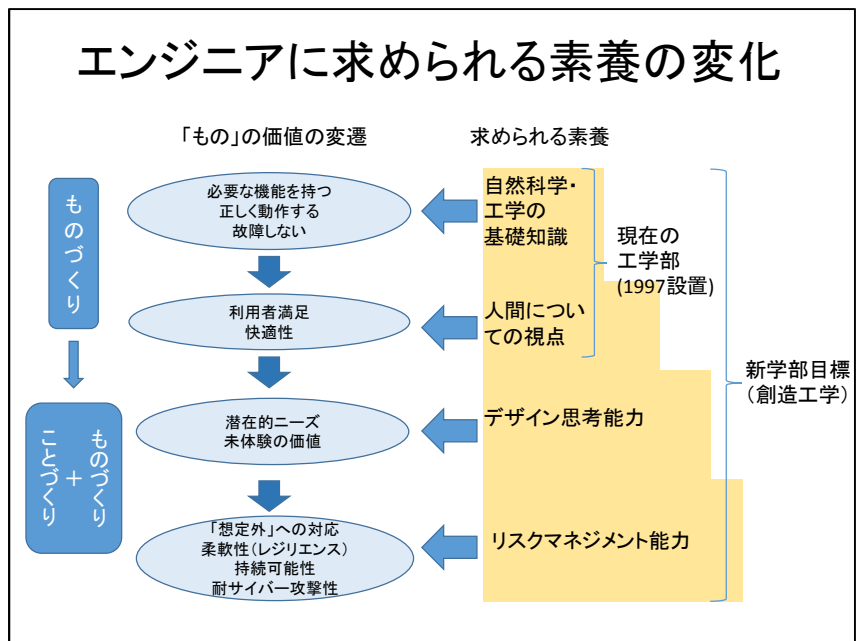 エンジニアに求められる素養の変化
「もの」の価値の変遷
求められる素養
ものづくり
必要な機能を持つ
正しく動作する
故障しない
自然科学・
工学の
基礎知識
現在の
工学部
(1997設置)
利用者満足
快適性
人間につい
ての視点
新学部目標
（創造工学）
ものづくり
+
ことづくり
潜在的ニーズ
未体験の価値
デザイン思考能力
「想定外」への対応
柔軟性（レジリエンス）
持続可能性
耐サイバー攻撃性
リスクマネジメント能力